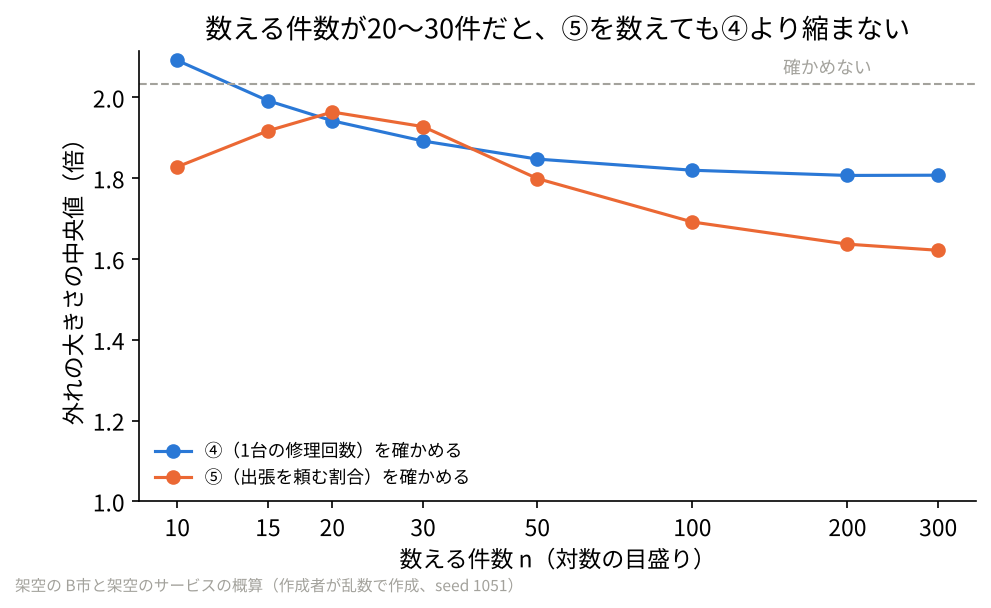 数える件数が20〜30件だと、⑤を数えても④より縮まない
確かめない
外れの大きさの中央値（倍）
2.0
1.8
1.6
1.4
1.2
1.0
④（1台の修理回数）を確かめる
⑤（出張を頼む割合）を確かめる
10 15 20 30 50 100 200 300
数える件数 n（対数の目盛り）
架空の B市と架空のサービスの概算（作成者が乱数で作成、seed 1051）